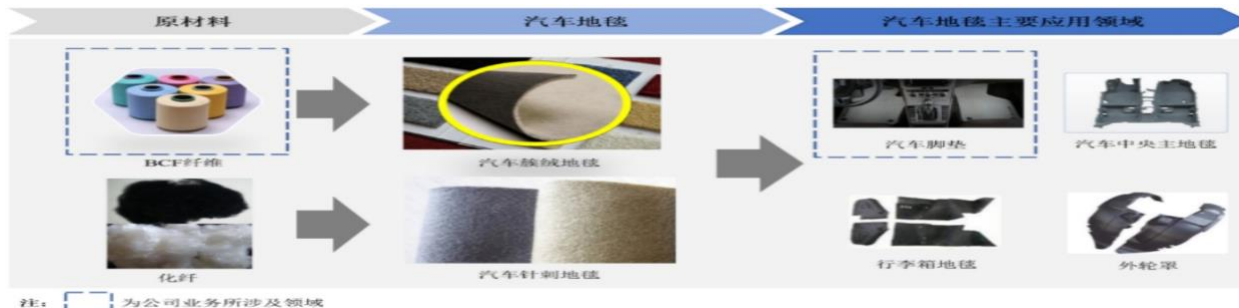 原材料
汽车地毯
汽车地毯主要应用领域
BCF纤维
汽车簇绒地毯
汽车脚垫
汽车中央主地毯
化纤
汽车针刺地毯
行李箱地毯
外轮罩
注： 为公司业务所涉及领域